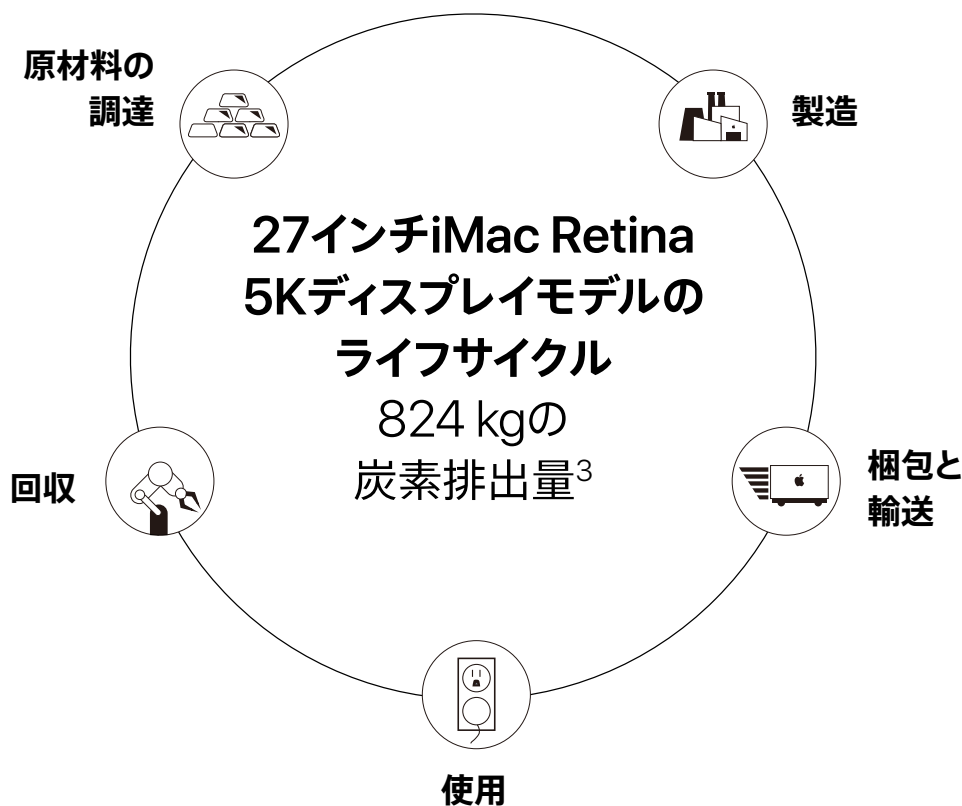 原材料の
調達
製造
27インチiMac Retina
5Kディスプレイモデルの
ライフサイクル
824 kgの
炭素排出量3
回収
梱包と
輸送
使用